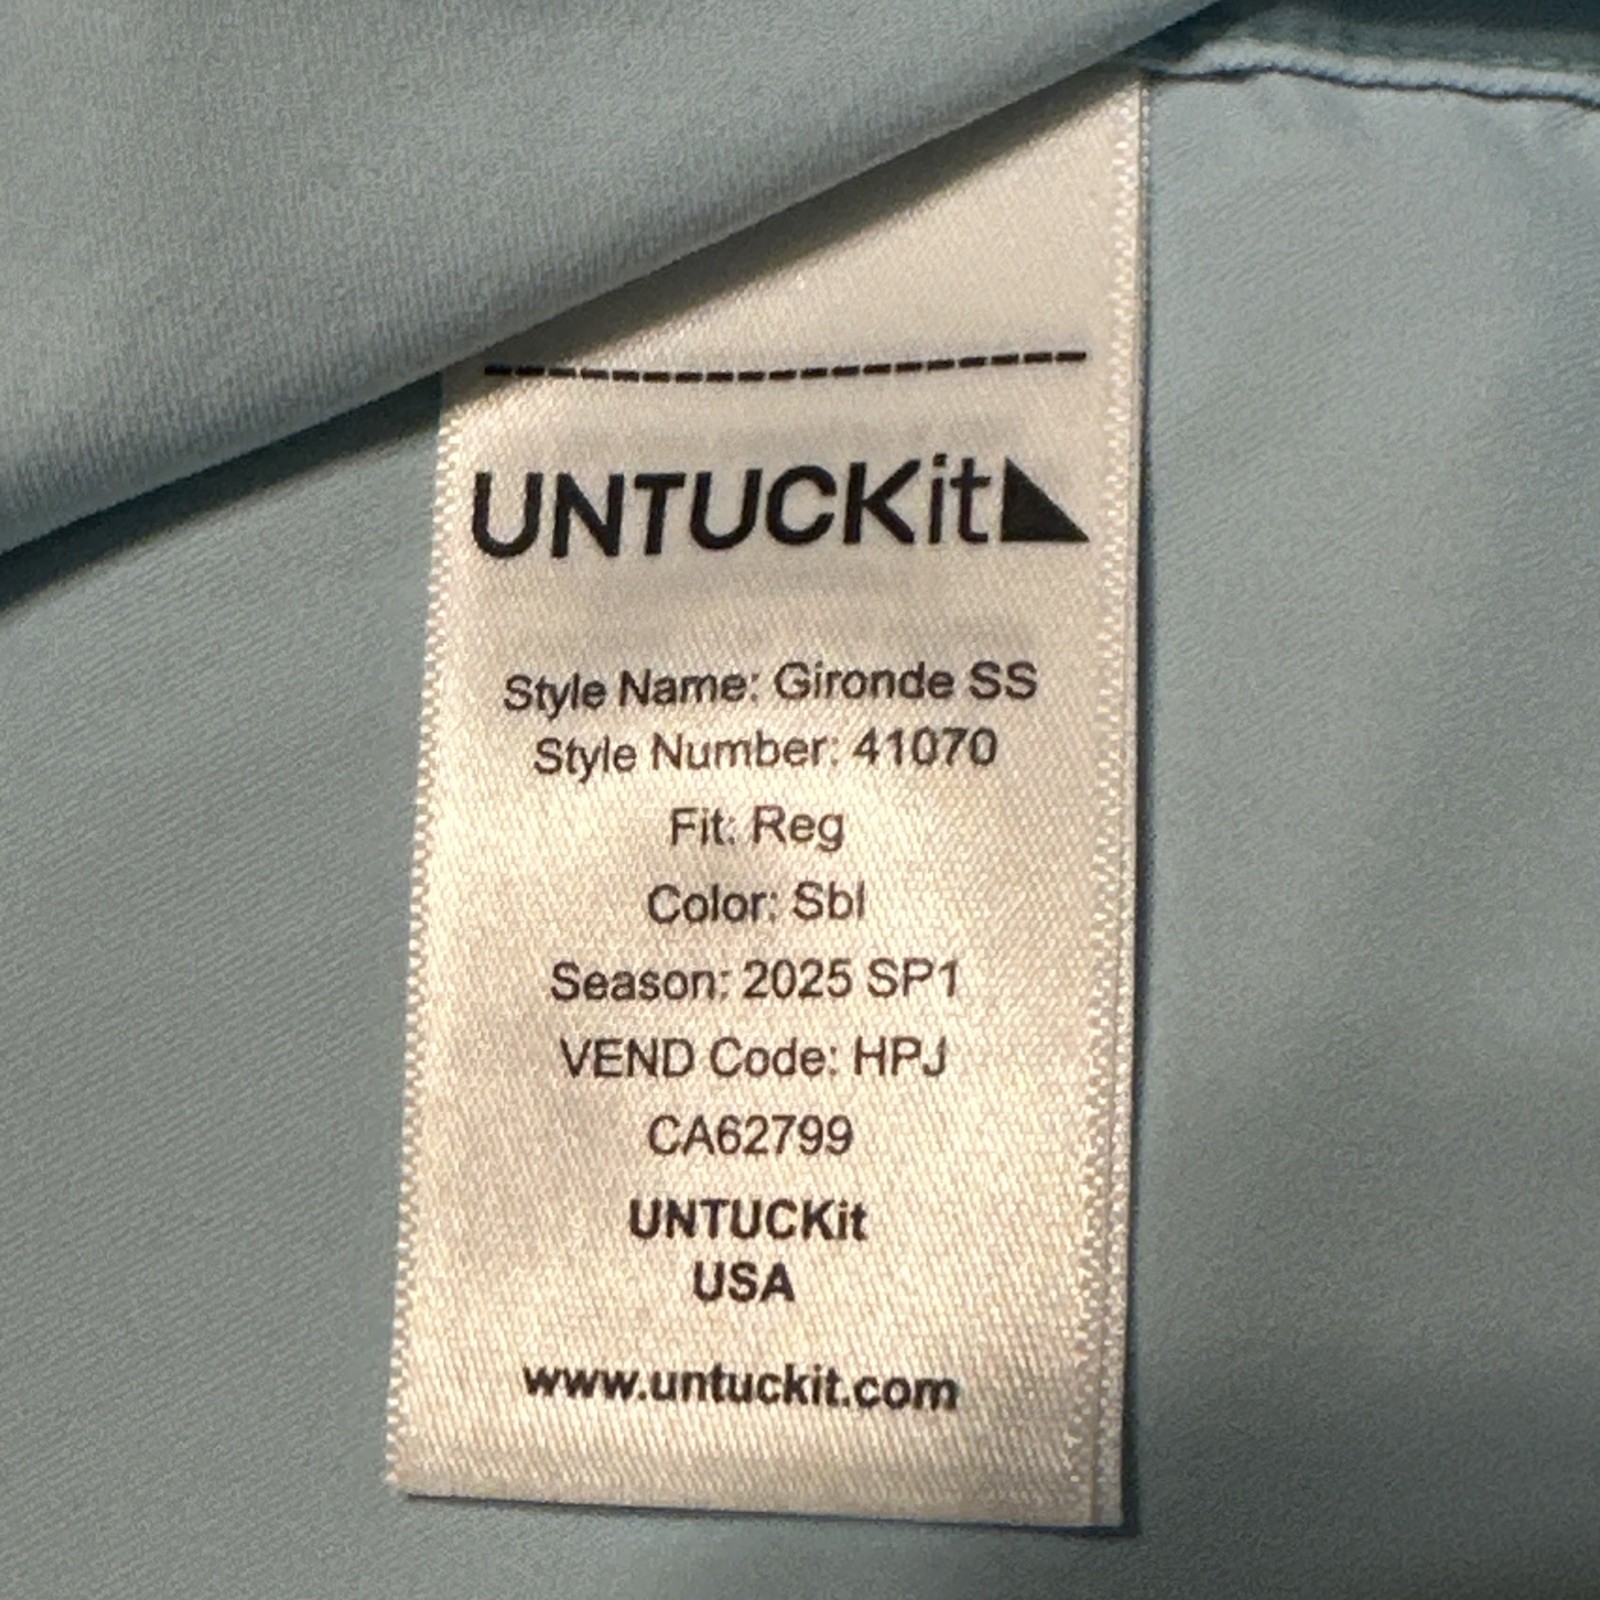 UNTUCKit
Style Name: Gironde SS
Style Number: 41070
Fit: Reg
Color: Sbl
Season: 2025 SP1
VEND Code: HPJ
CA62799
UNTUCKit
USA
www.untuckit.com